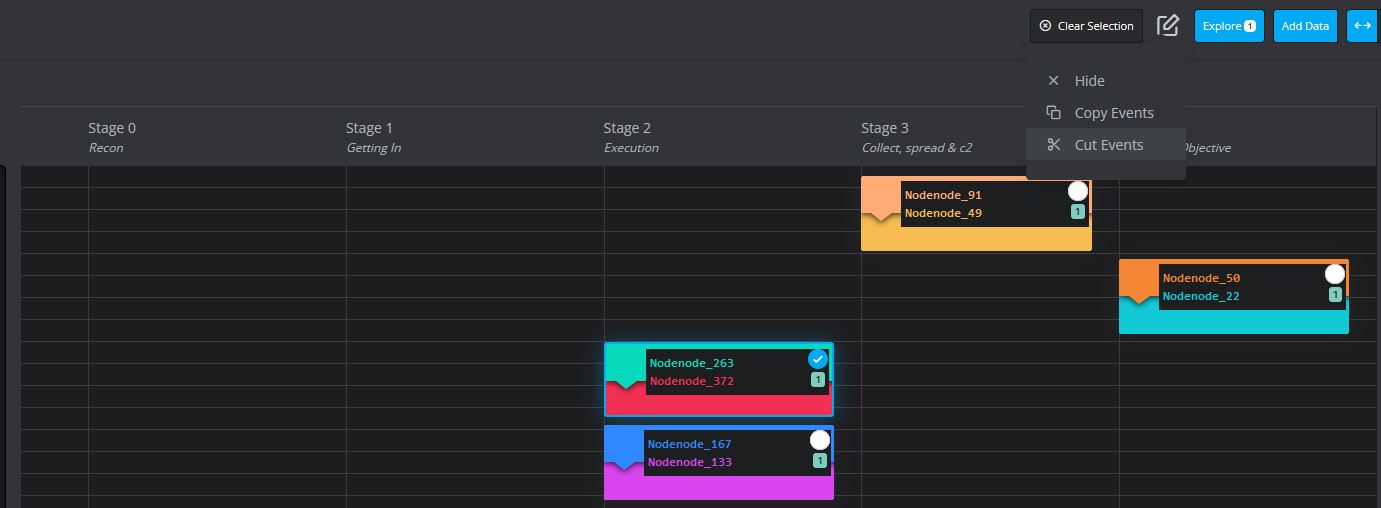 Clear Selection
Explore 1
Add Data
Hide
Copy Events
Cut Events
Stage 0
Recon
Stage 1
Getting In
Stage 2
Execution
Stage 3
Collect, spread & c2
Objective
Nodenode_91
Nodenode_49
1
Nodenode_50
Nodenode_22
1
Nodenode_263
Nodenode_372
1
Nodenode_167
Nodenode_133
1